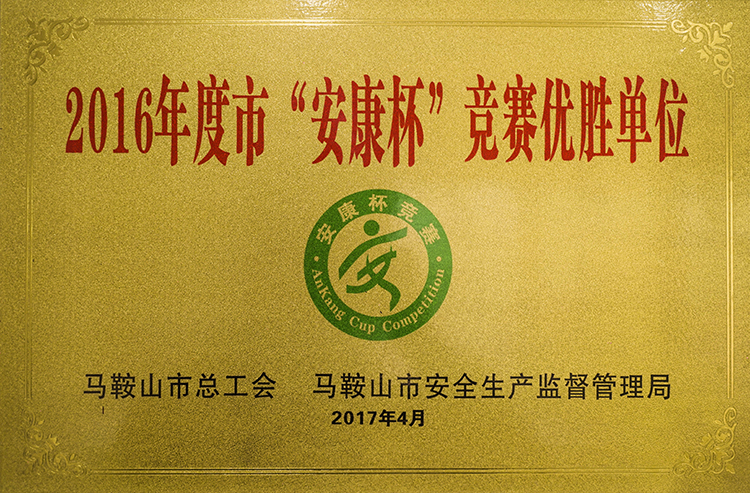 2016年度市“安康杯”竞赛优胜单位
·安康杯竞赛·
AnKang Cup Competition
马鞍山市总工会 马鞍山市安全生产监督管理局
2017年4月